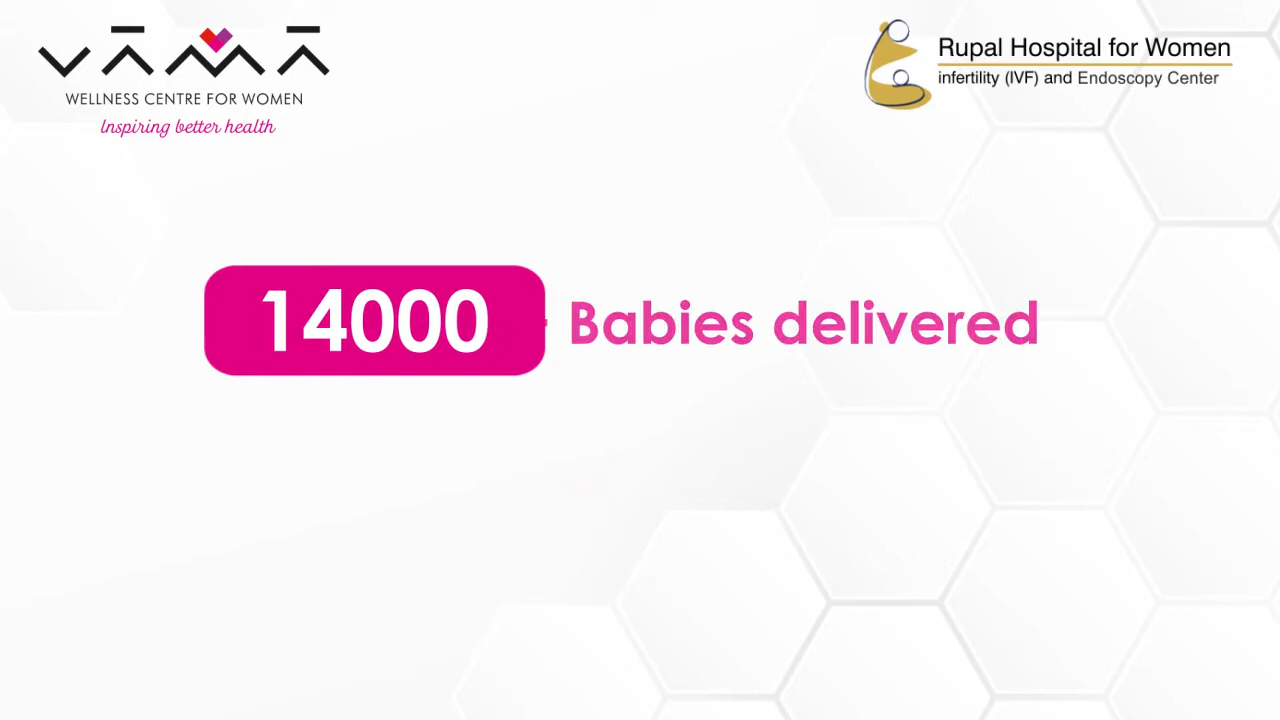 VĀMĀ
WELLNESS CENTRE FOR WOMEN
Inspiring better health
Rupal Hospital for Women
infertility (IVF) and Endoscopy Center
14000 Babies delivered